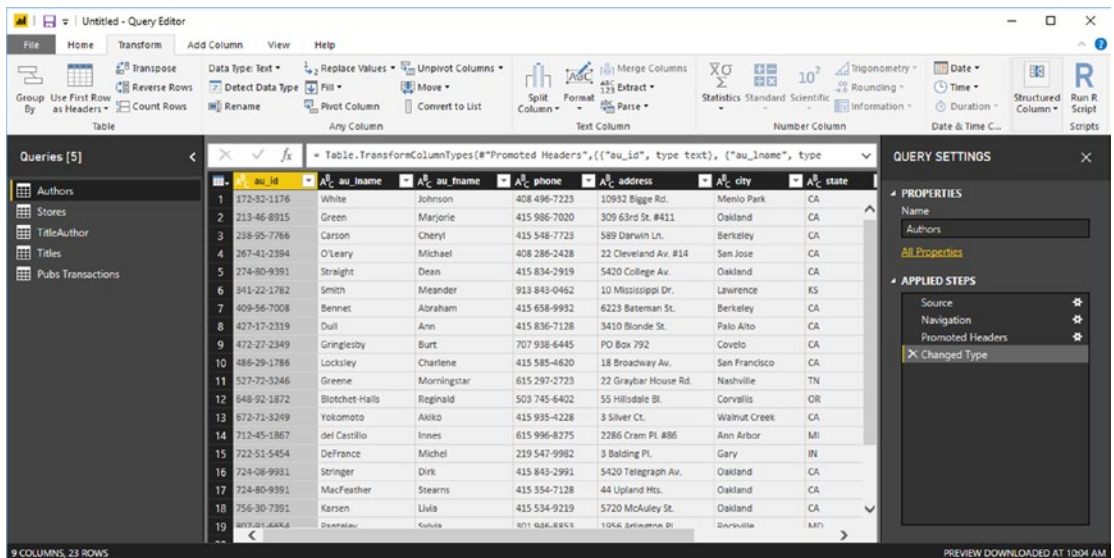 Untitled - Query Editor
File Home Transform Add Column View Help
Group By
Use First Row as Headers
Transpose
Reverse Rows
Count Rows
Table
Data Type: Text
Detect Data Type
Rename
Replace Values
Fill
Pivot Column
Unpivot Columns
Move
Convert to List
Any Column
Split Column
Format
Merge Columns
Extract
Parse
Text Column
Statistics
Standard
Scientific
Trigonometry
Rounding
Information
Number Column
Date
Time
Duration
Date & Time C...
Structured Column
Run R Script
Scripts
Queries [5]
Authors
Stores
TitleAuthor
Titles
Pubs Transactions
= Table.TransformColumnTypes(#"Promoted Headers",{{"au_id", type text}, {"au_lname", type
au_id au_lname au_fname phone address city state
1 172-32-1176 White Johnson 408 496-7223 10932 Bigge Rd. Menlo Park CA
2 213-46-8915 Green Marjorie 415 986-7020 309 63rd St. #411 Oakland CA
3 238-95-7766 Carson Cheryl 415 548-7723 589 Darwin Ln. Berkeley CA
4 267-41-2394 O'Leary Michael 408 286-2428 22 Cleveland Av. #14 San Jose CA
5 274-80-9391 Straight Dean 415 834-2919 5420 College Av. Oakland CA
6 341-22-1782 Smith Meander 913 843-0462 10 Mississippi Dr. Lawrence KS
7 409-56-7008 Bennet Abraham 415 658-9932 6223 Bateman St. Berkeley CA
8 427-17-2319 Dull Ann 415 836-7128 3410 Blonde St. Palo Alto CA
9 472-27-2349 Gringlesby Burt 707 938-6445 PO Box 792 Covelo CA
10 486-29-1786 Locksley Charlene 415 585-4620 18 Broadway Av. San Francisco CA
11 527-72-3246 Greene Morningstar 615 297-2723 22 Graybar House Rd. Nashville TN
12 648-92-1872 Blotchet-Halls Reginald 503 745-6402 55 Hillsdale Bl. Corvallis OR
13 672-71-3249 Yokomoto Akiko 415 935-4228 3 Silver Ct. Walnut Creek CA
14 712-45-1867 del Castillo Innes 615 996-8275 2286 Cram Pl. #86 Ann Arbor MI
15 722-51-5454 DeFrance Michel 219 547-9982 3 Balding Pl. Gary IN
16 724-08-9931 Stringer Dirk 415 843-2991 5420 Telegraph Av. Oakland CA
17 724-80-9391 MacFeather Stearns 415 354-7128 44 Upland Hts. Oakland CA
18 756-30-7391 Karsen Livia 415 534-9219 5720 McAuley St. Oakland CA
19 807-91-6654 Panteley Sylvia 301 946-8853 1956 Arlington Pl. Rockville MD
QUERY SETTINGS
PROPERTIES
Name
Authors
All Properties
APPLIED STEPS
Source
Navigation
Promoted Headers
Changed Type
9 COLUMNS, 23 ROWS
PREVIEW DOWNLOADED AT 10:04 AM